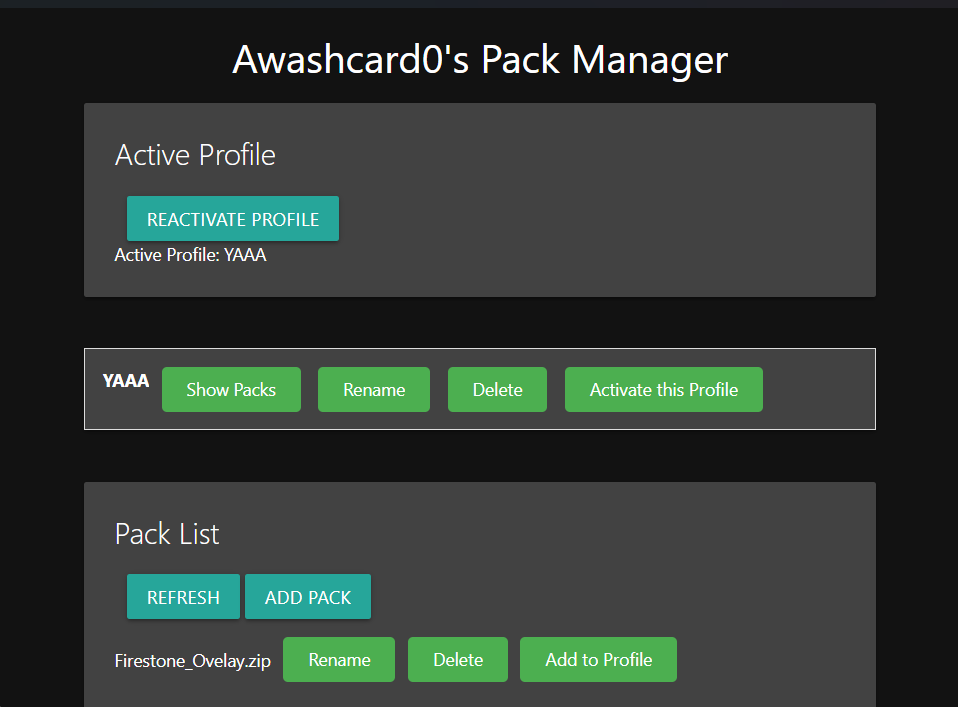 Awashcard0's Pack Manager
Active Profile
REACTIVATE PROFILE
Active Profile: YAAA
YAAA Show Packs Rename Delete Activate this Profile
Pack List
REFRESH ADD PACK
Firestone_Ovelay.zip Rename Delete Add to Profile